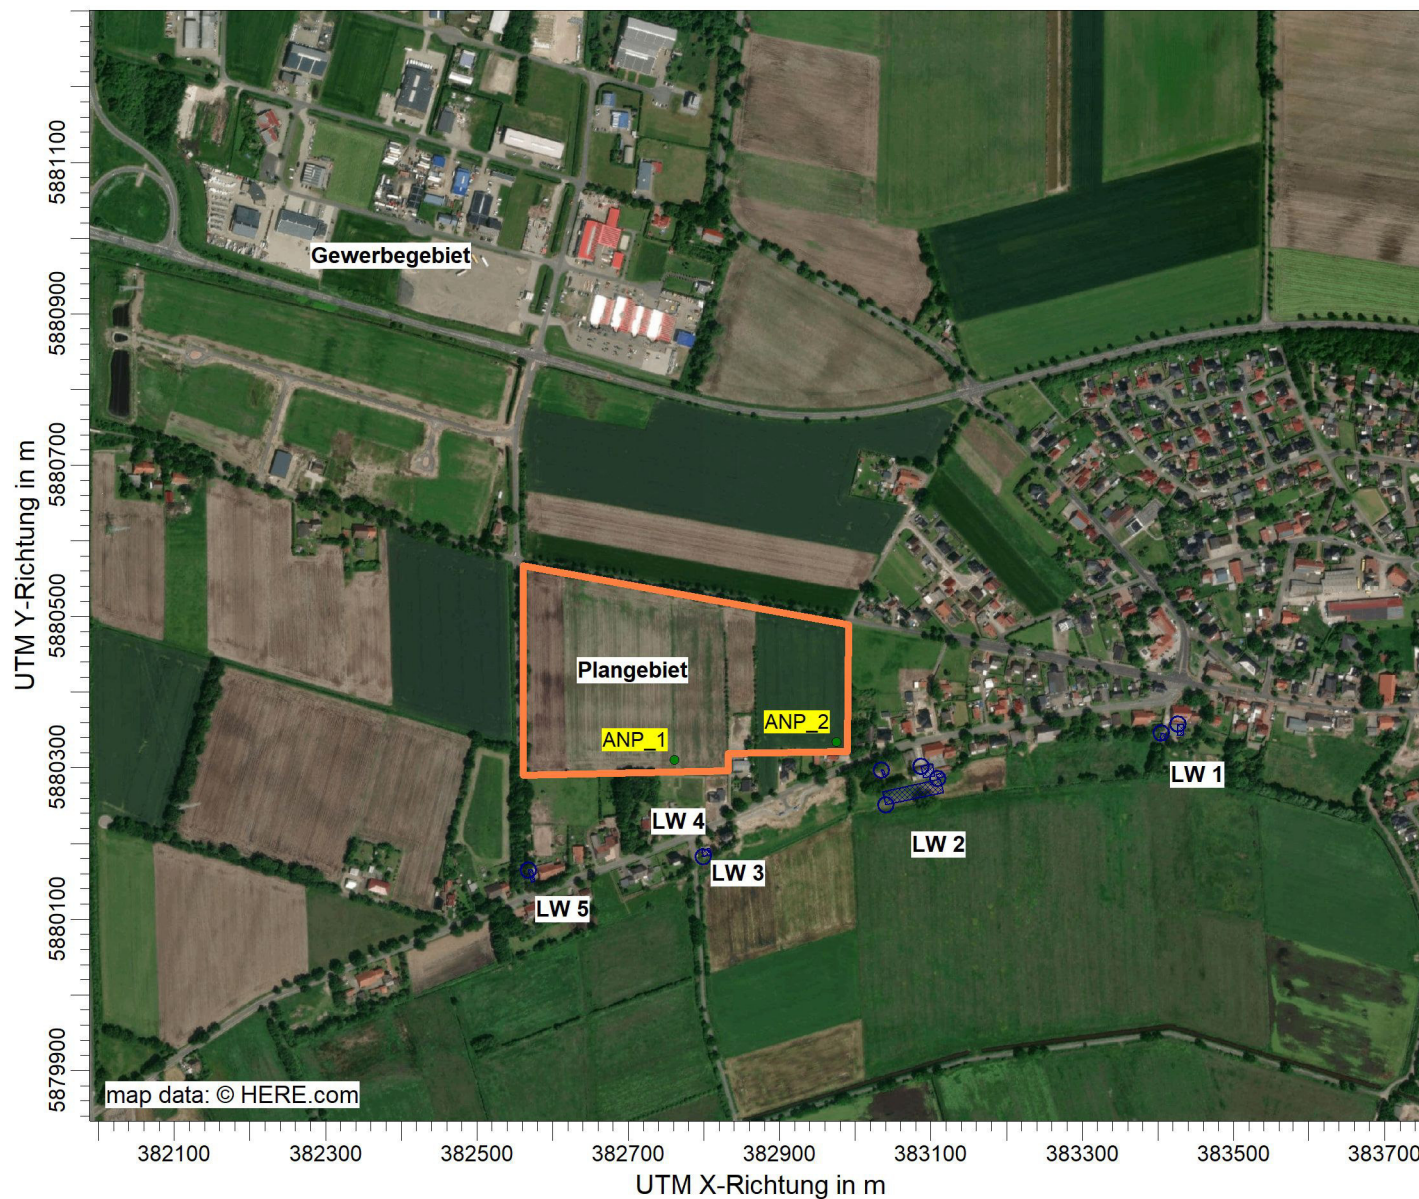 Gewerbegebiet
Plangebiet
ANP_1
ANP_2
LW 1
LW 2
LW 3
LW 4
LW 5
map data: © HERE.com
UTM Y-Richtung in m
5881100
5880900
5880700
5880500
5880300
5880100
5879900
382100 382300 382500 382700 382900 383100 383300 383500 383700
UTM X-Richtung in m